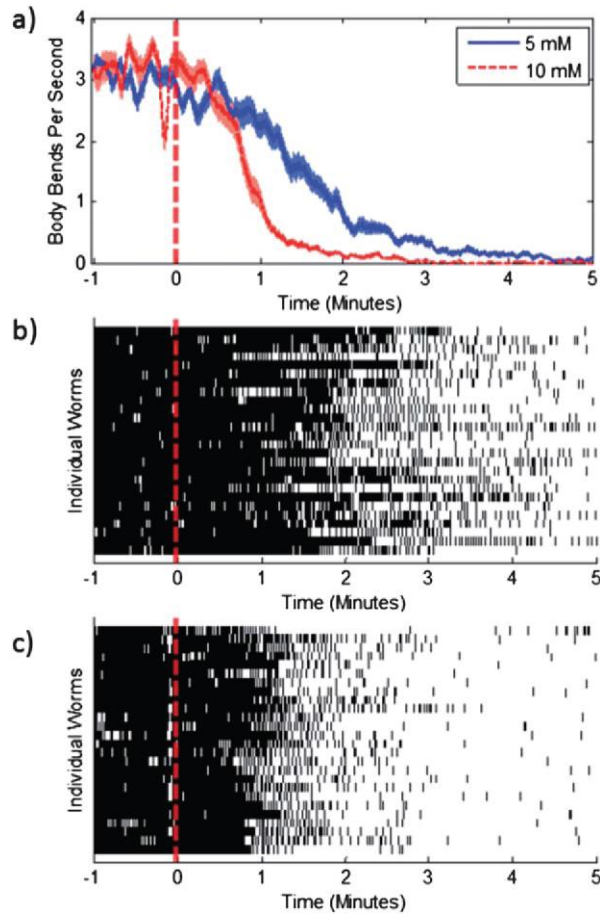 a)
Body Bends Per Second
4
3
2
1
0
5 mM
10 mM
-1 0 1 2 3 4 5
Time (Minutes)
b)
Individual Worms
-1 0 1 2 3 4 5
Time (Minutes)
c)
Individual Worms
-1 0 1 2 3 4 5
Time (Minutes)